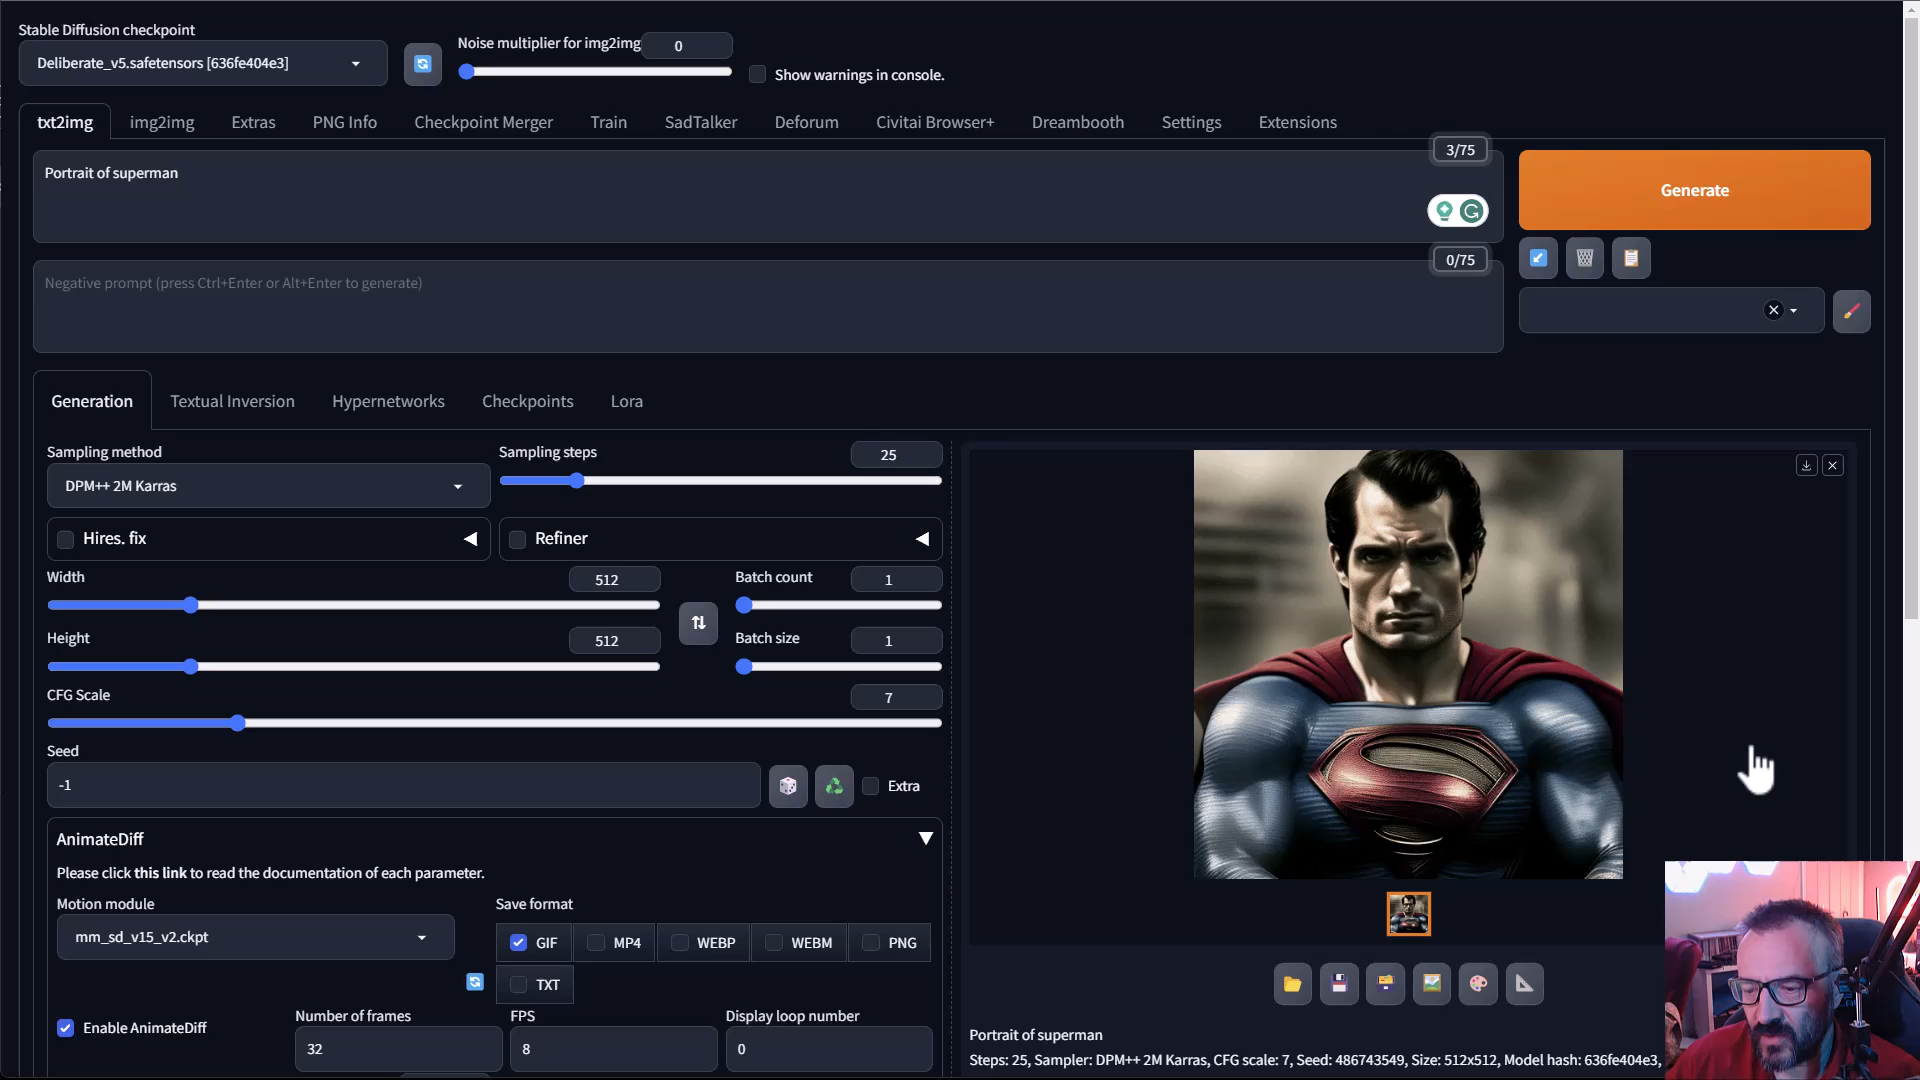 Stable Diffusion checkpoint
Deliberate_v5.safetensors [636fe404e3]
Noise multiplier for img2img
0
Show warnings in console.
txt2img
img2img
Extras
PNG Info
Checkpoint Merger
Train
SadTalker
Deforum
Civitai Browser+
Dreambooth
Settings
Extensions
Portrait of superman
3/75
Generate
Negative prompt (press Ctrl+Enter or Alt+Enter to generate)
0/75
Generation
Textual Inversion
Hypernetworks
Checkpoints
Lora
Sampling method
DPM++ 2M Karras
Sampling steps
25
Hires. fix
Refiner
Width
512
Batch count
1
Height
512
Batch size
1
CFG Scale
7
Seed
-1
Extra
AnimateDiff
Please click this link to read the documentation of each parameter.
Motion module
mm_sd_v15_v2.ckpt
Save format
GIF
MP4
WEBP
WEBM
PNG
TXT
Enable AnimateDiff
Number of frames
32
FPS
8
Display loop number
0
Portrait of superman
Steps: 25, Sampler: DPM++ 2M Karras, CFG scale: 7, Seed: 486743549, Size: 512x512, Model hash: 636fe404e3,